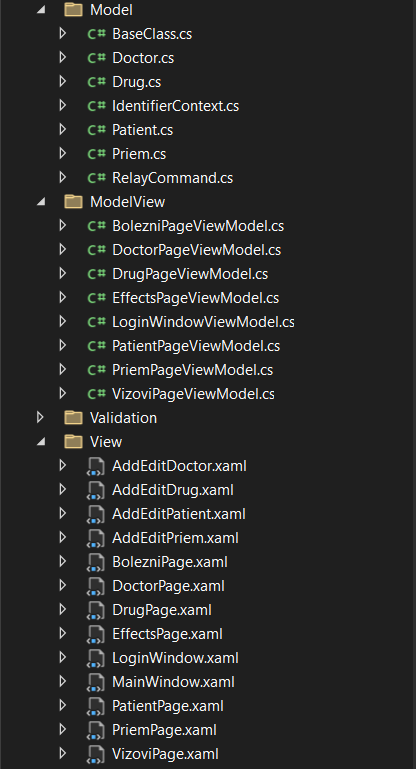 Model
C# BaseClass.cs
C# Doctor.cs
C# Drug.cs
C# IdentifierContext.cs
C# Patient.cs
C# Priem.cs
C# RelayCommand.cs
ModelView
C# BolezniPageViewModel.cs
C# DoctorPageViewModel.cs
C# DrugPageViewModel.cs
C# EffectsPageViewModel.cs
C# LoginWindowViewModel.cs
C# PatientPageViewModel.cs
C# PriemPageViewModel.cs
C# VizoviPageViewModel.cs
Validation
View
AddEditDoctor.xaml
AddEditDrug.xaml
AddEditPatient.xaml
AddEditPriem.xaml
BolezniPage.xaml
DoctorPage.xaml
DrugPage.xaml
EffectsPage.xaml
LoginWindow.xaml
MainWindow.xaml
PatientPage.xaml
PriemPage.xaml
VizoviPage.xaml